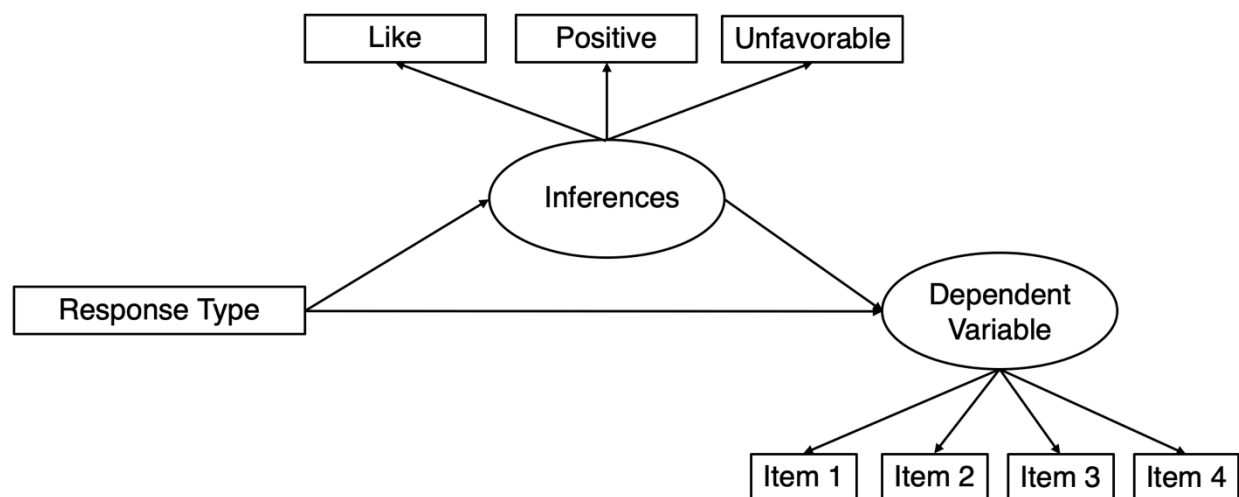 Like
Positive
Unfavorable
Inferences
Response Type
Dependent
Variable
Item 1
Item 2
Item 3
Item 4